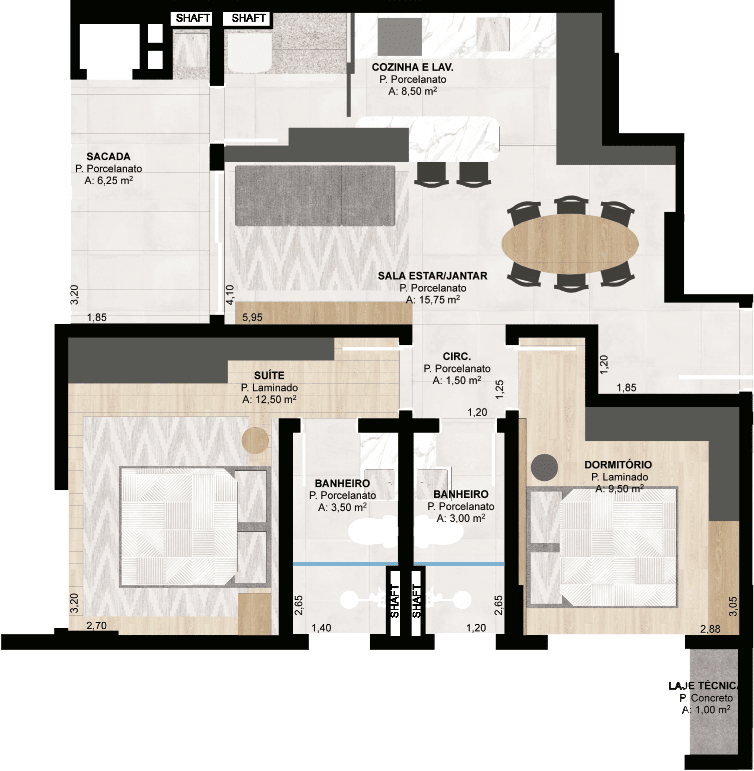 SHAFT
SHAFT
COZINHA E LAV.
P. Porcelanato
A: 8,50 m²
SACADA
P. Porcelanato
A: 6,25 m²
SALA ESTAR/JANTAR
P. Porcelanato
A: 15,75 m²
3,20
4,10
1,85
5,95
CIRC.
P. Porcelanato
A: 1,50 m²
1,20
1,85
1,25
1,20
SUÍTE
P. Laminado
A: 12,50 m²
DORMITÓRIO
P. Laminado
A: 9,50 m²
BANHEIRO
P. Porcelanato
A: 3,50 m²
BANHEIRO
P. Porcelanato
A: 3,00 m²
SHAFT
SHAFT
3,20
2,70
2,65
1,40
2,65
1,20
3,05
2,88
LAJE TÉCNICA
P. Concreto
A: 1,00 m²